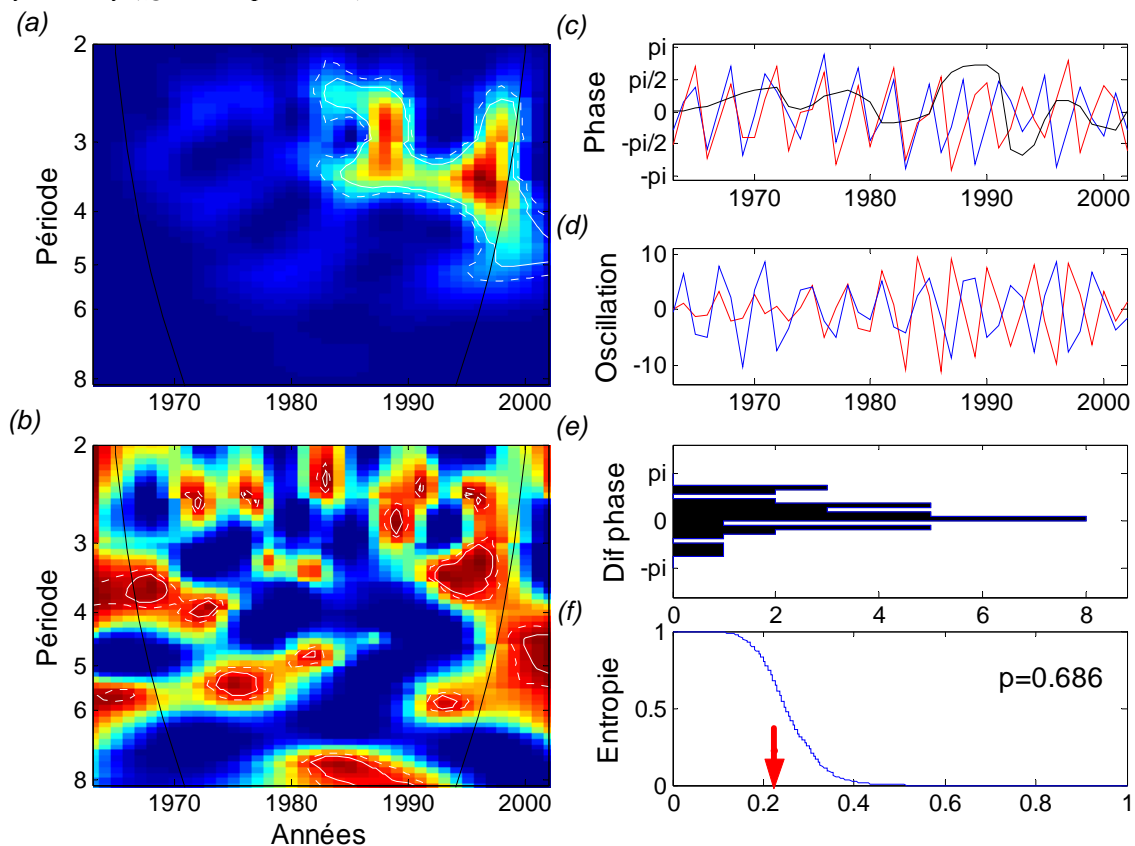 (a)
2
3
4
5
6
8
Période
1970
1980
1990
2000
(b)
2
3
4
5
6
8
Période
1970
1980
1990
2000
Années
(c)
pi
pi/2
0
-pi/2
-pi
Phase
1970
1980
1990
2000
(d)
10
0
-10
Oscillation
1970
1980
1990
2000
(e)
pi
0
-pi
Dif phase
0
2
4
6
8
(f)
1
0.5
0
Entropie
p=0.686
0
0.2
0.4
0.6
0.8
1